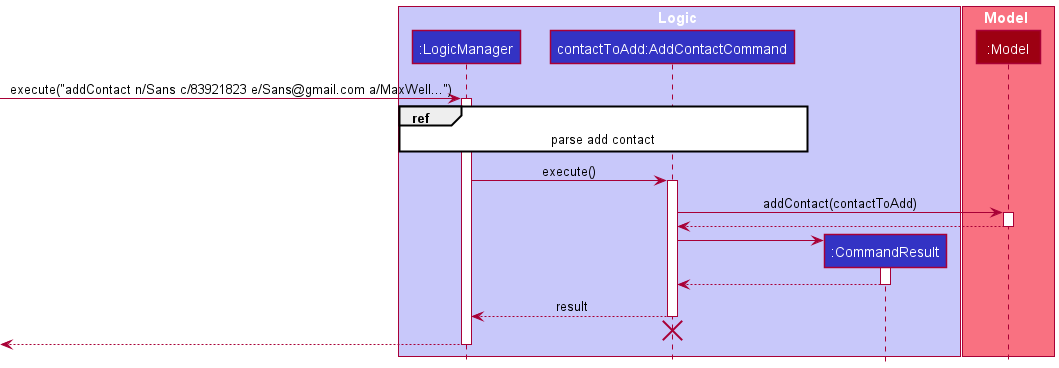 Logic
Model
:LogicManager
contactToAdd:AddContactCommand
:Model
execute("addContact n/Sans c/83921823 e/Sans@gmail.com a/MaxWell...")
ref
parse add contact
execute()
addContact(contactToAdd)
:CommandResult
result